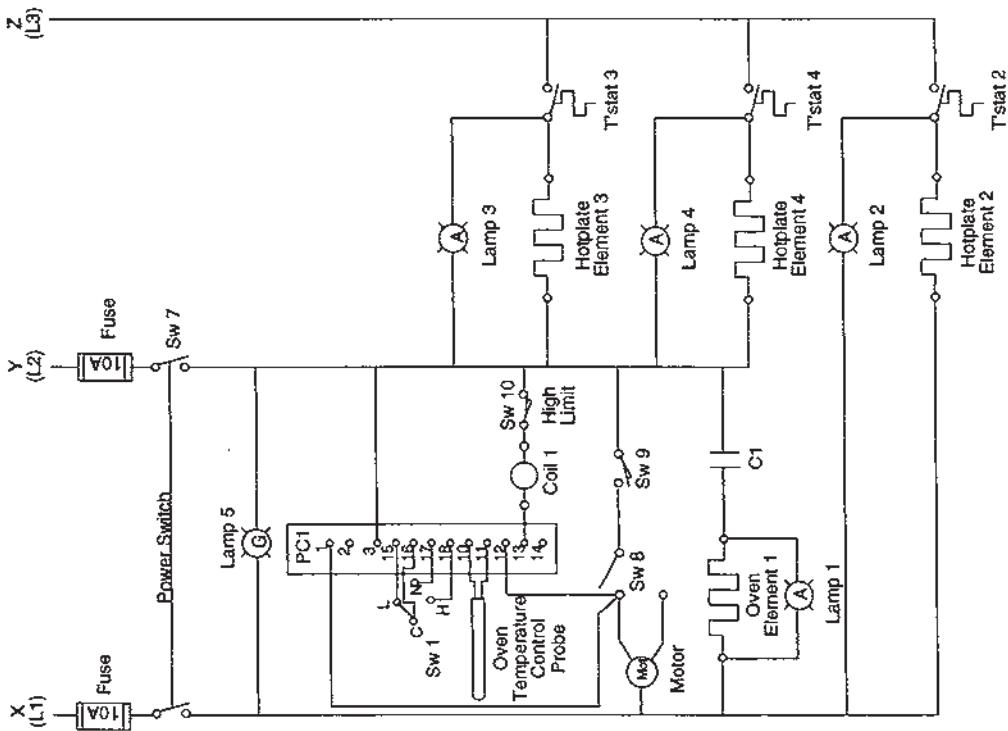 X
(L1)
Y
(L2)
Z
(L3)
Fuse
10A
Fuse
10A
Power Switch
Sw 7
Lamp 5
G
PC1
1
2
3
15
16
17
18
10
11
12
13
14
L
C
N
H
Sw 1
Oven
Temperature
Control
Probe
Coil 1
Sw 10
High
Limit
Sw 9
Sw 8
Mot
Motor
Oven
Element 1
A
Lamp 1
C1
A
Lamp 3
Hotplate
Element 3
T'stat 3
A
Lamp 4
Hotplate
Element 4
T'stat 4
A
Lamp 2
Hotplate
Element 2
T'stat 2